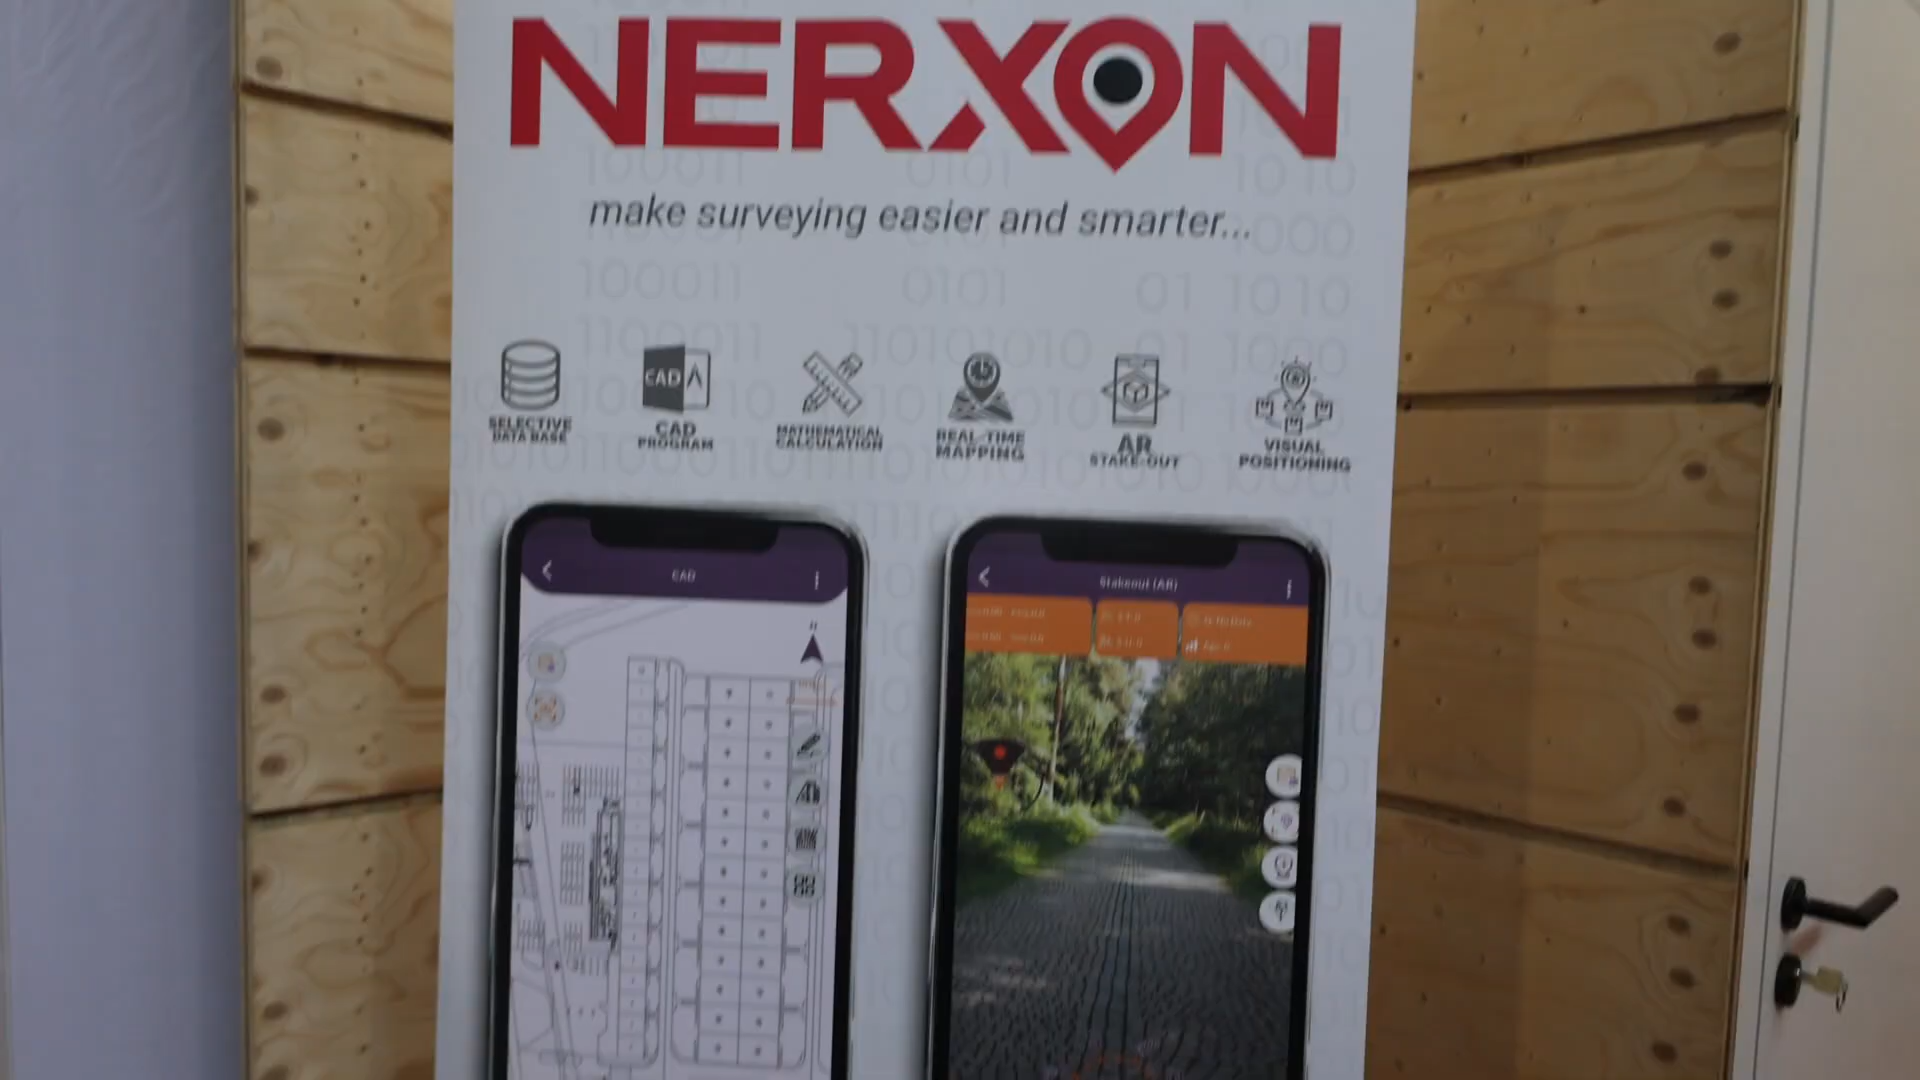 NERXON
make surveying easier and smarter...
SELECTIVE
DATA BASE
CAD
CAD
PROGRAM
MATHEMATICAL
CALCULATION
REAL-TIME
MAPPING
AR
STAKE-OUT
VISUAL
POSITIONING
CAD
Stakeout (AR)